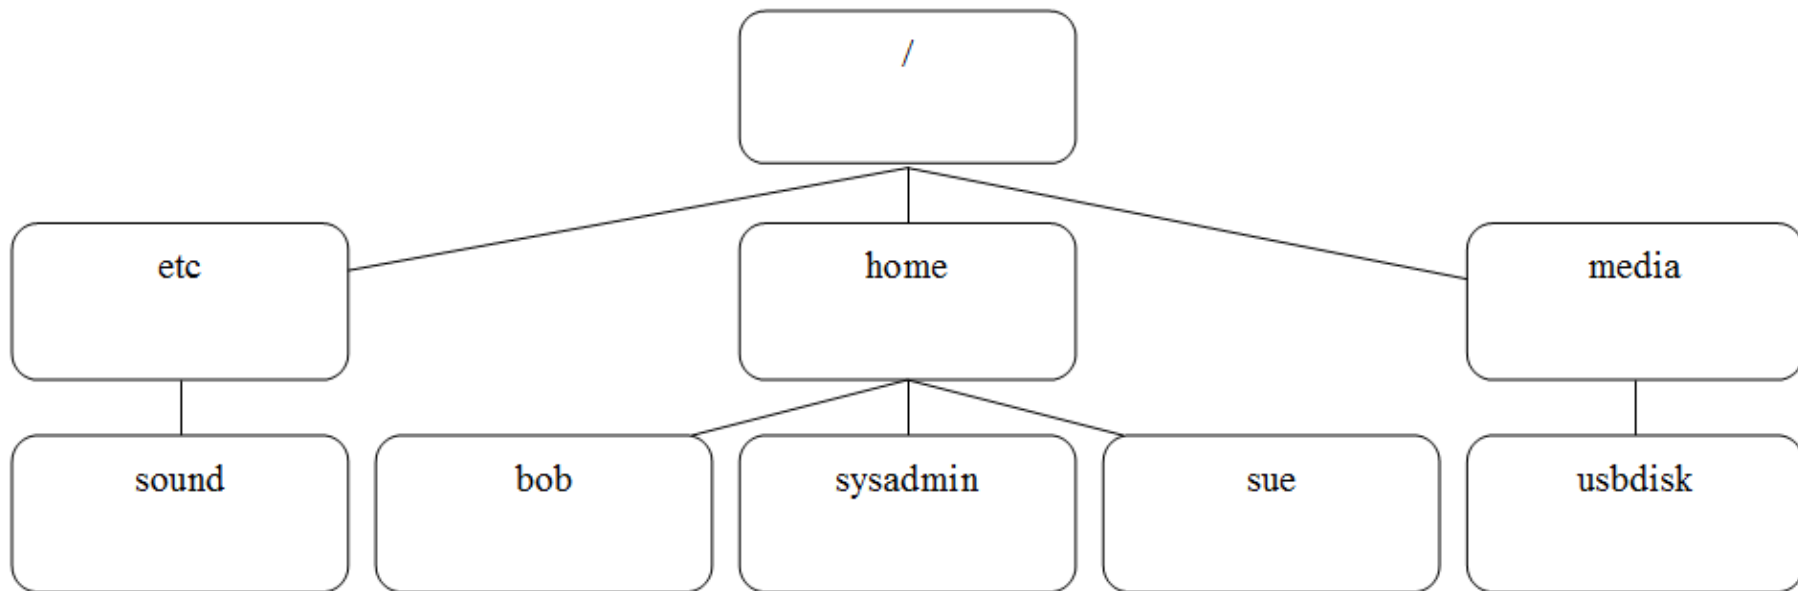 /
etc
home
media
sound
bob
sysadmin
sue
usbdisk